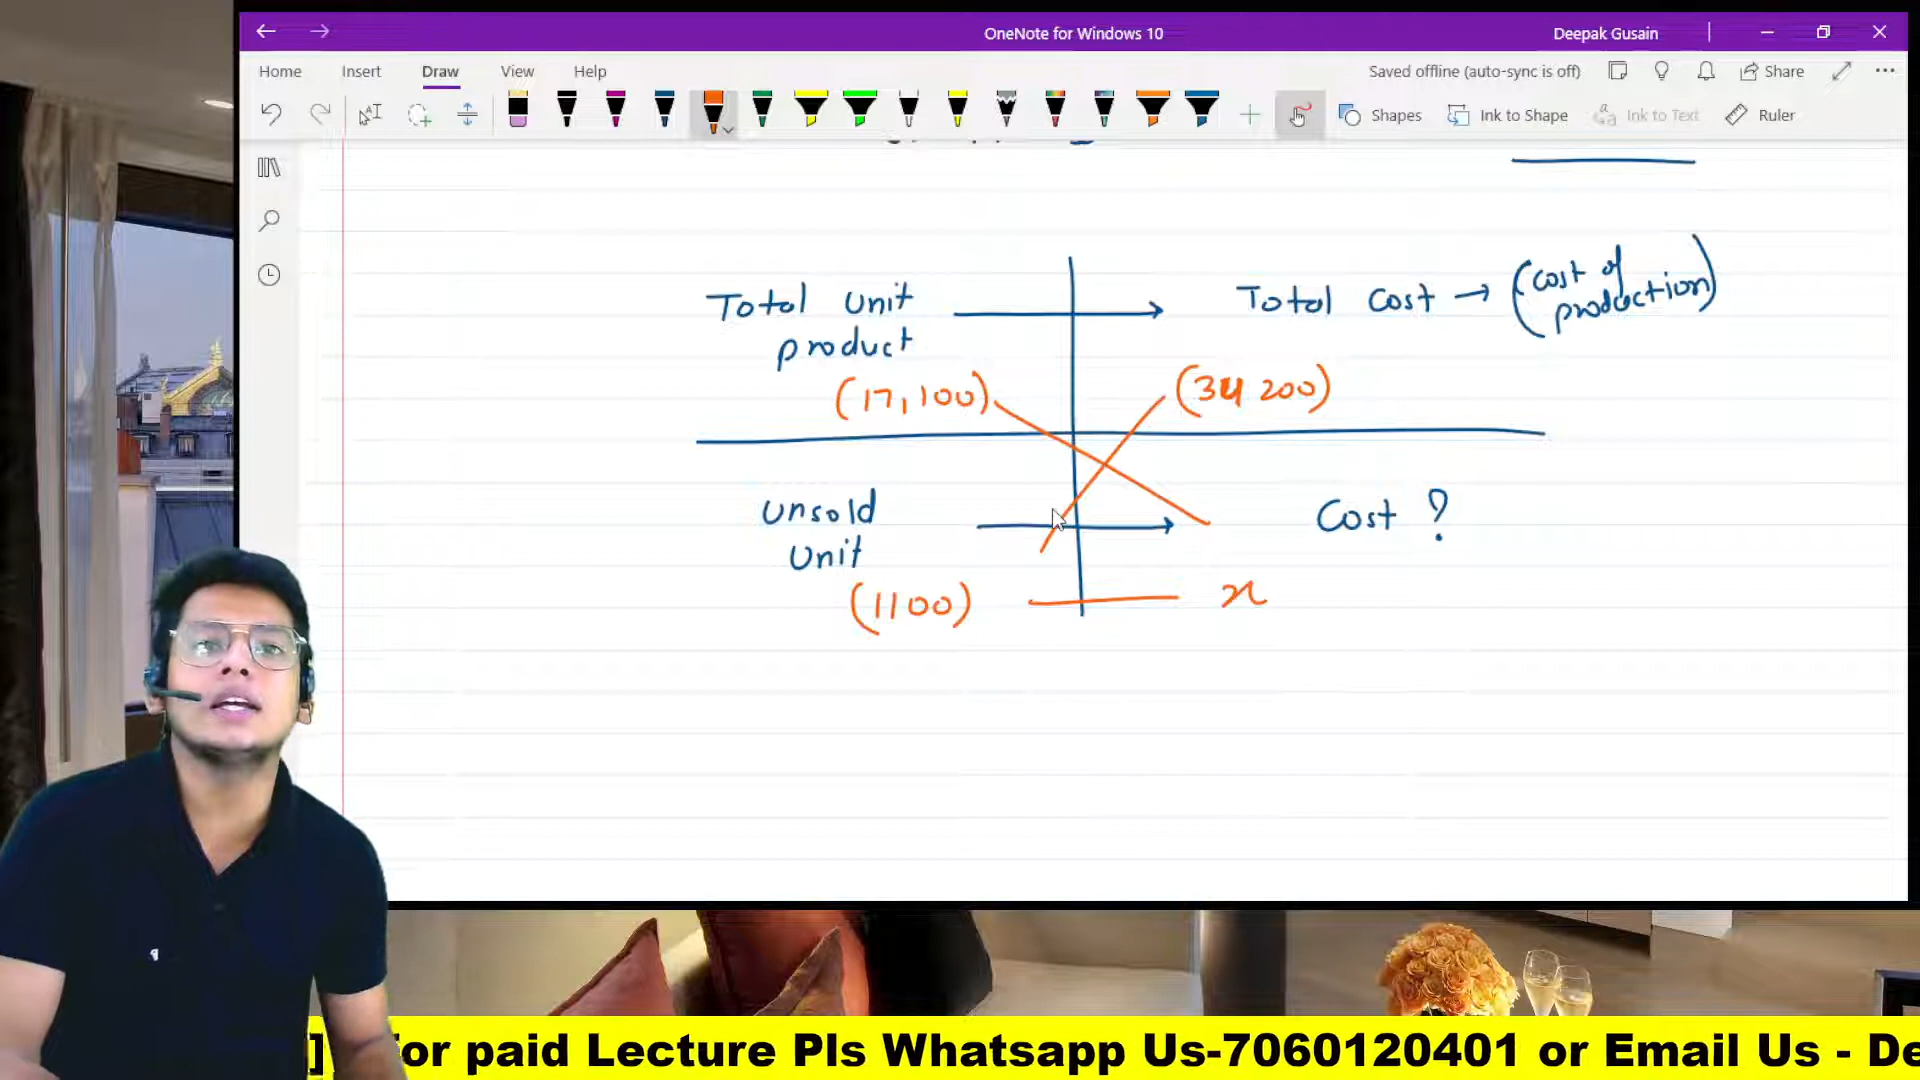 OneNote for Windows 10
Deepak Gusain
Home Insert Draw View Help
Saved offline (auto-sync is off)
Share
Shapes
Ink to Shape
Ink to Text
Ruler
Total unit product
Total cost → (cost of production)
(17,100)
(34 200)
unsold unit
Cost ?
(1100)
x
] For paid Lecture Pls Whatsapp Us-7060120401 or Email Us - De